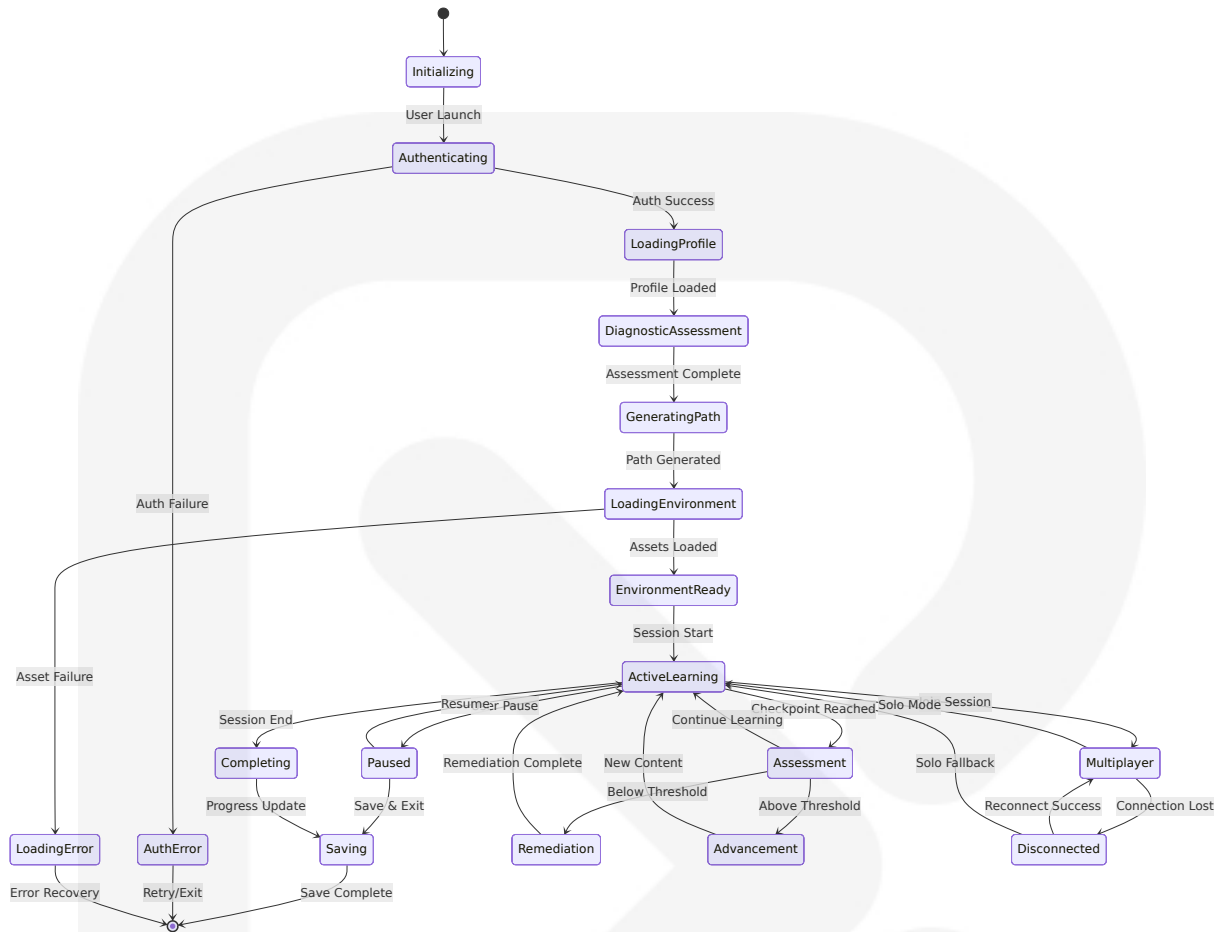 Initializing
User Launch
Authenticating
Auth Success
LoadingProfile
Profile Loaded
DiagnosticAssessment
Assessment Complete
GeneratingPath
Path Generated
Auth Failure
LoadingEnvironment
Assets Loaded
EnvironmentReady
Session Start
Asset Failure
ActiveLearning
Session End
Resume
Pause
Continue Learning
Checkpoint Reached
Solo Mode
Session
Completing
Paused
Remediation Complete
New Content
Assessment
Solo Fallback
Multiplayer
Progress Update
Save & Exit
Below Threshold
Above Threshold
Reconnect Success
Connection Lost
LoadingError
AuthError
Saving
Remediation
Advancement
Disconnected
Error Recovery
Retry/Exit
Save Complete